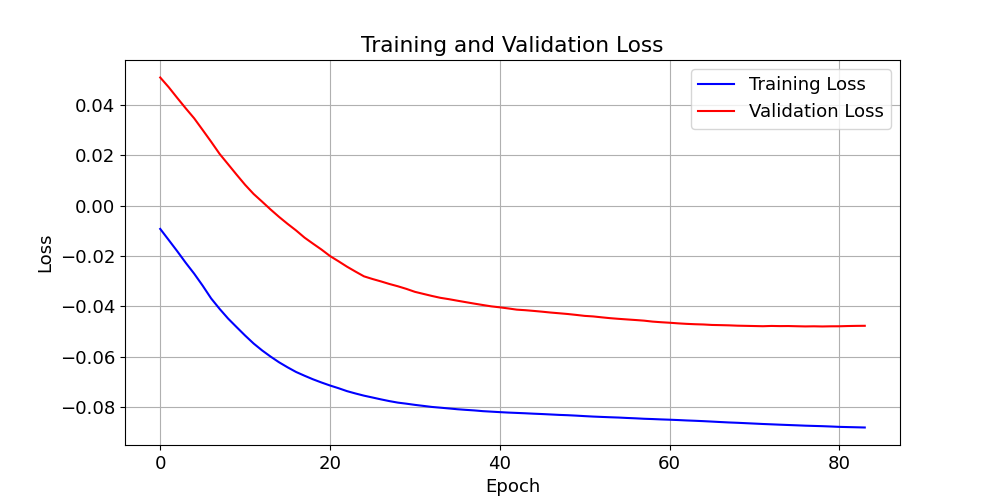 Training and Validation Loss
Training Loss
Validation Loss
0.04
0.02
0.00
−0.02
−0.04
−0.06
−0.08
Loss
0 20 40 60 80
Epoch